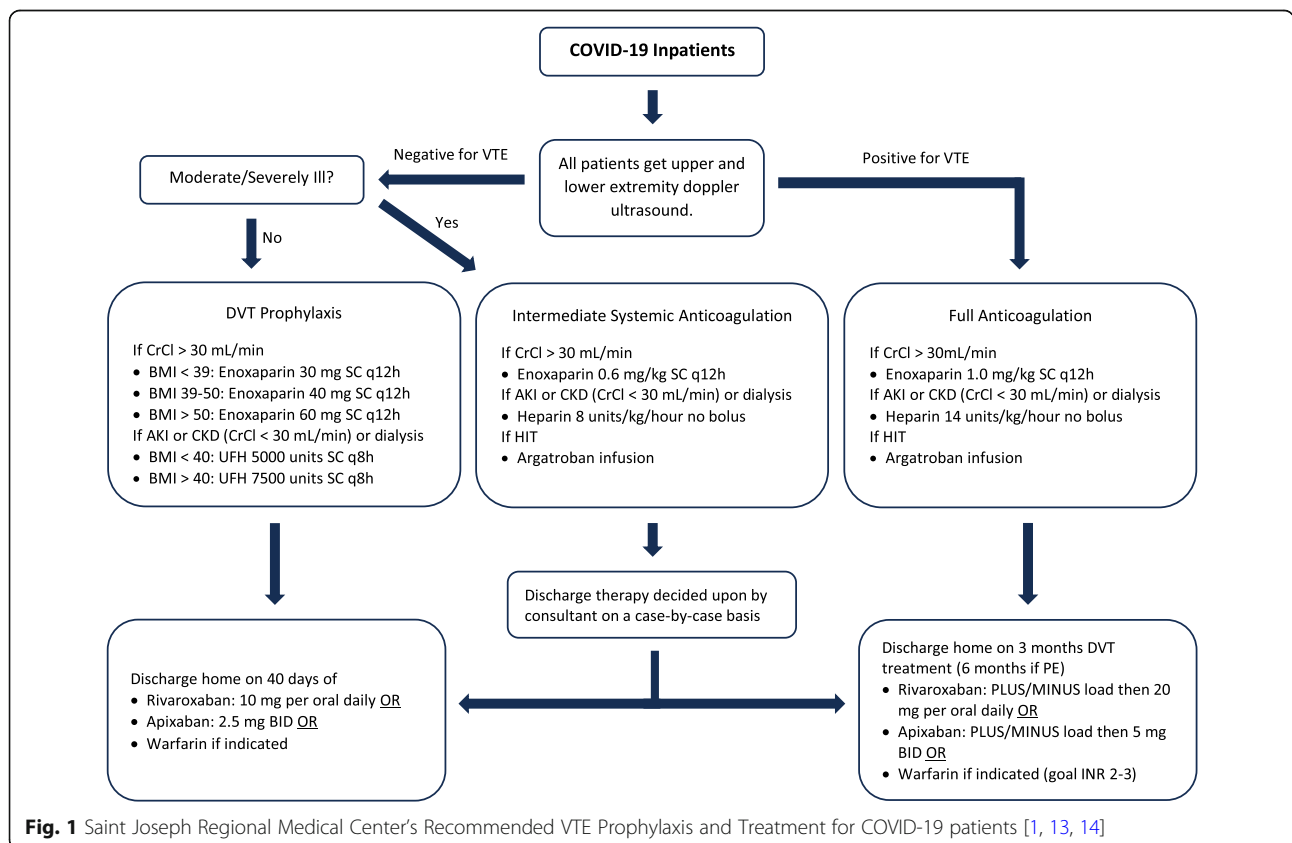 COVID-19 Inpatients
Negative for VTE
Positive for VTE
All patients get upper and
lower extremity doppler
ultrasound.
Moderate/Severely Ill?
No
Yes
DVT Prophylaxis
If CrCl > 30 mL/min
• BMI < 39: Enoxaparin 30 mg SC q12h
• BMI 39-50: Enoxaparin 40 mg SC q12h
• BMI > 50: Enoxaparin 60 mg SC q12h
If AKI or CKD (CrCl < 30 mL/min) or dialysis
• BMI < 40: UFH 5000 units SC q8h
• BMI > 40: UFH 7500 units SC q8h
Intermediate Systemic Anticoagulation
If CrCl > 30 mL/min
• Enoxaparin 0.6 mg/kg SC q12h
If AKI or CKD (CrCl < 30 mL/min) or dialysis
• Heparin 8 units/kg/hour no bolus
If HIT
• Argatroban infusion
Full Anticoagulation
If CrCl > 30mL/min
• Enoxaparin 1.0 mg/kg SC q12h
If AKI or CKD (CrCl < 30 mL/min) or dialysis
• Heparin 14 units/kg/hour no bolus
If HIT
• Argatroban infusion
Discharge therapy decided upon by
consultant on a case-by-case basis
Discharge home on 40 days of
• Rivaroxaban: 10 mg per oral daily OR
• Apixaban: 2.5 mg BID OR
• Warfarin if indicated
Discharge home on 3 months DVT
treatment (6 months if PE)
• Rivaroxaban: PLUS/MINUS load then 20
mg per oral daily OR
• Apixaban: PLUS/MINUS load then 5 mg
BID OR
• Warfarin if indicated (goal INR 2-3)
Fig. 1 Saint Joseph Regional Medical Center's Recommended VTE Prophylaxis and Treatment for COVID-19 patients [1, 13, 14]